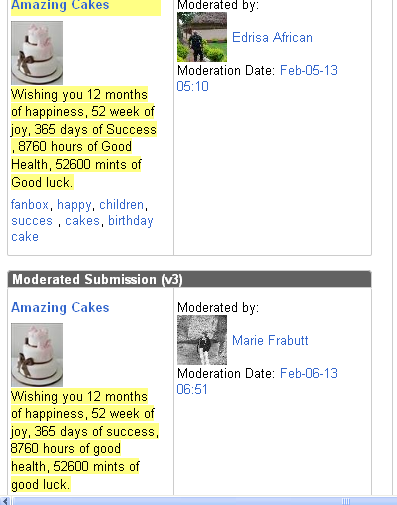 Amazing Cakes
Wishing you 12 months
of happiness, 52 week of
joy, 365 days of Success
, 8760 hours of Good
Health, 52600 mints of
Good luck.
fanbox, happy, children,
succes , cakes, birthday
cake
Moderated by:
Edrisa African
Moderation Date: Feb-05-13
05:10
Moderated Submission (v3)
Amazing Cakes
Wishing you 12 months
of happiness, 52 week of
joy, 365 days of success,
8760 hours of good
health, 52600 mints of
good luck.
Moderated by:
Marie Frabutt
Moderation Date: Feb-06-13
06:51